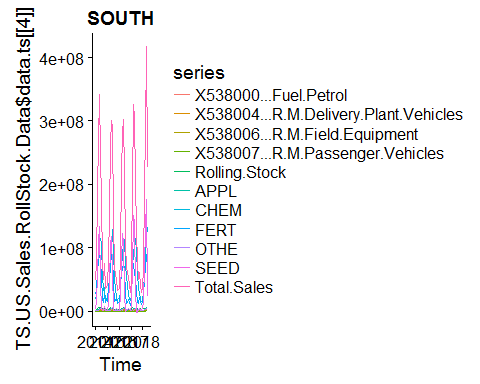 SOUTH
TS.US.Sales.RollStock.Data$data.ts[[4]]
4e+08
3e+08
2e+08
1e+08
0e+00
Time
series
X538000...Fuel.Petrol
X538004...R.M.Delivery.Plant.Vehicles
X538006...R.M.Field.Equipment
X538007...R.M.Passenger.Vehicles
Rolling.Stock
APPL
CHEM
FERT
OTHE
SEED
Total.Sales